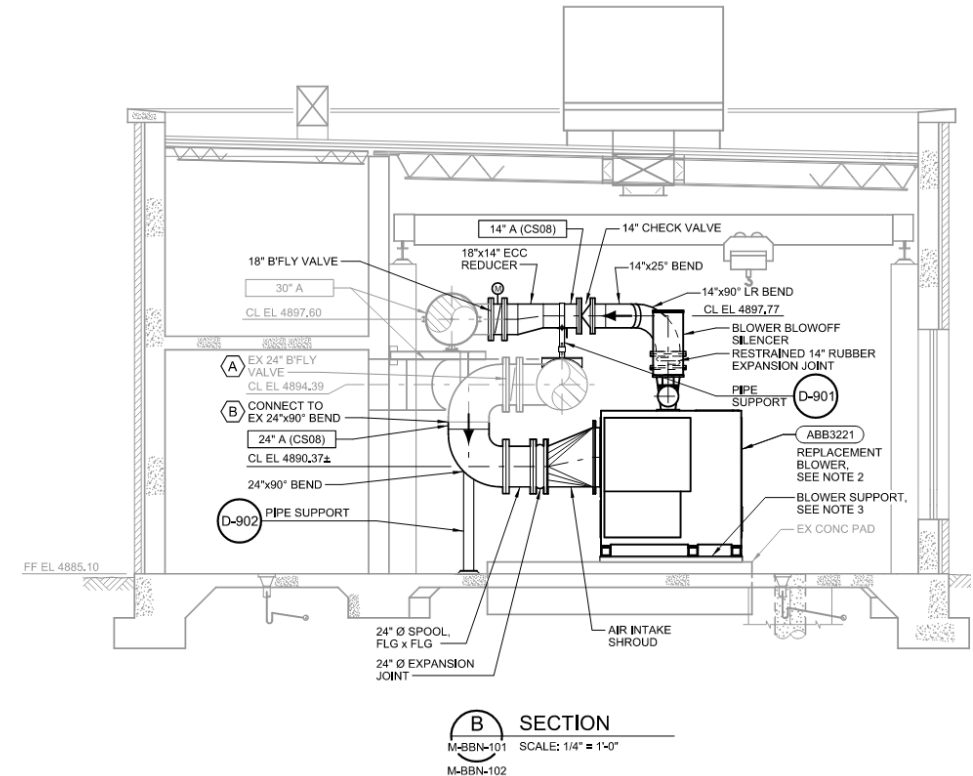 14" A (CS08)
14" CHECK VALVE
18"x14" ECC
REDUCER
18" B'FLY VALVE
14"x25° BEND
30" A
M
14"x90° LR BEND
CL EL 4897.60
CL EL 4897.77
BLOWER BLOWOFF
SILENCER
RESTRAINED 14" RUBBER
EXPANSION JOINT
A
EX 24" B'FLY
VALVE
CL EL 4894.39
PIPE
SUPPORT
D-901
B
CONNECT TO
EX 24"x90° BEND
24" A (CS08)
ABB3221
CL EL 4890.37±
REPLACEMENT
BLOWER,
SEE NOTE 2
24"x90° BEND
BLOWER SUPPORT,
SEE NOTE 3
D-902
PIPE SUPPORT
EX CONC PAD
FF EL 4885.10
24" Ø SPOOL,
FLG x FLG
AIR INTAKE
SHROUD
24" Ø EXPANSION
JOINT
B
SECTION
M-BBN-101
SCALE: 1/4" = 1'-0"
M-BBN-102